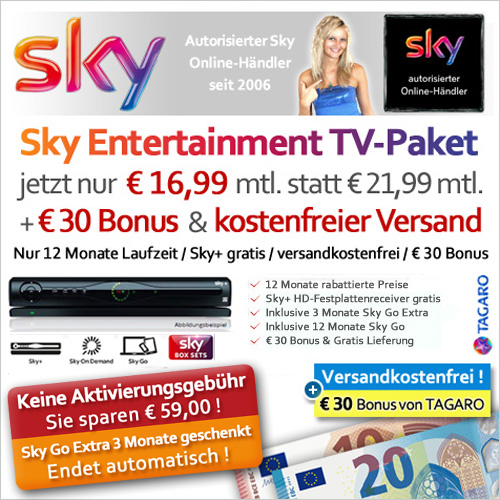 sky
Autorisierter Sky
Online-Händler
seit 2006
sky
autorisierter
Online-Händler
Sky Entertainment TV-Paket
jetzt nur € 16,99 mtl. statt € 21,99 mtl.
+ € 30 Bonus & kostenfreier Versand
Nur 12 Monate Laufzeit / Sky+ gratis / versandkostenfrei / € 30 Bonus
sky
Abbildungsbeispiel
Sky+
Sky On Demand
Sky Go
sky
BOX SETS
12 Monate rabattierte Preise
Sky+ HD-Festplattenreceiver gratis
Inklusive 3 Monate Sky Go Extra
Inklusive 12 Monate Sky Go
€ 30 Bonus & Gratis Lieferung
TAGARO
Keine Aktivierungsgebühr
Sie sparen € 59,00 !
Sky Go Extra 3 Monate geschenkt
Endet automatisch !
+
Versandkostenfrei !
€ 30 Bonus von TAGARO
10
20